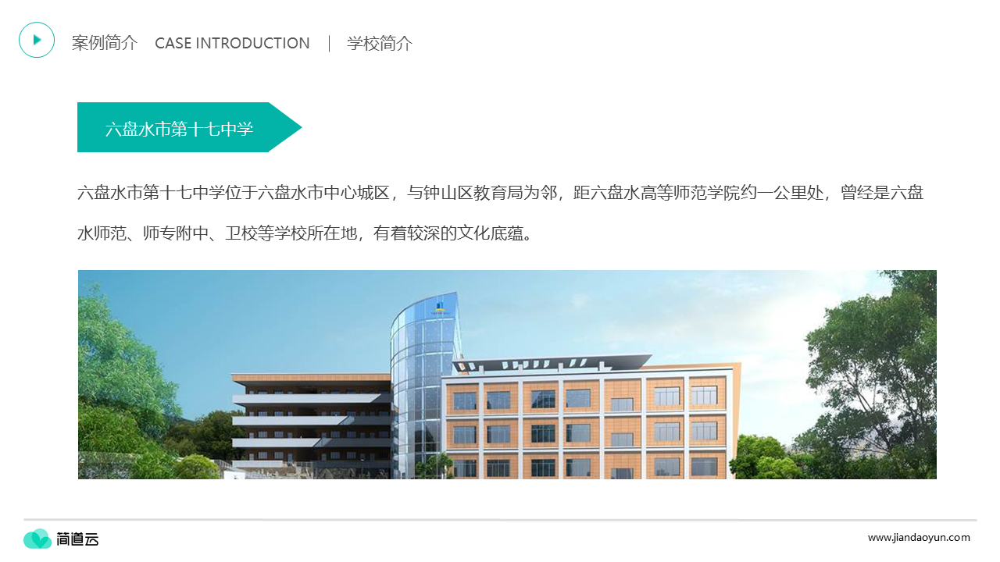 案例简介 CASE INTRODUCTION | 学校简介
六盘水市第十七中学
六盘水市第十七中学位于六盘水市中心城区，与钟山区教育局为邻，距六盘水高等师范学院约一公里处，曾经是六盘
水师范、师专附中、卫校等学校所在地，有着较深的文化底蕴。
简道云
www.jiandaoyun.com